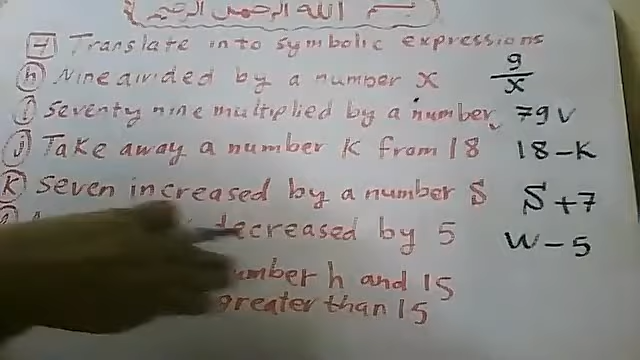 بسم الله الرحمن الرحيم
7 Translate into symbolic expressions
h Nine divided by a number x 9/x
i Seventy nine multiplied by a number v 79v
j Take away a number K from 18 18-K
K Seven increased by a number S S+7
decreased by 5 W-5
number h and 15
greater than 15